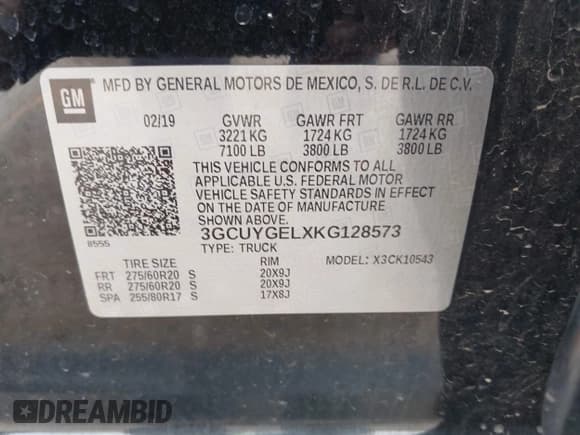 GM
MFD BY GENERAL MOTORS DE MEXICO, S. DE R.L. DE C.V.
02/19 GVWR GAWR FRT GAWR RR
3221 KG 1724 KG 1724 KG
7100 LB 3800 LB 3800 LB
THIS VEHICLE CONFORMS TO ALL
APPLICABLE U.S. FEDERAL MOTOR
VEHICLE SAFETY STANDARDS IN EFFECT
ON THE DATE OF MANUFACTURE
SHOWN ABOVE.
8555 3GCUYGELXKG128573
TYPE: TRUCK
TIRE SIZE RIM MODEL: X3CK10543
FRT 275/60R20 S 20X9J
RR 275/60R20 S 20X9J
SPA 255/80R17 S 17X8J
DREAMBID